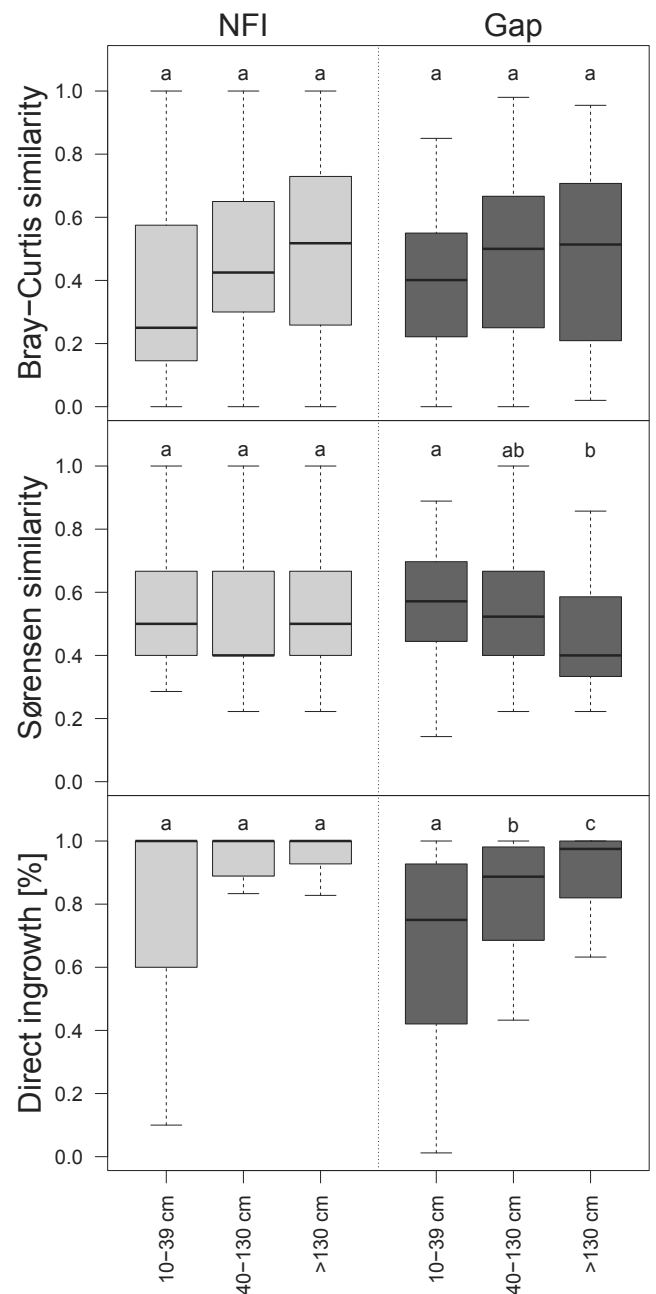 NFI Gap
Bray−Curtis similarity
a a a a a a
1.0
0.8
0.6
0.4
0.2
0.0
Sørensen similarity
a a a a ab b
1.0
0.8
0.6
0.4
0.2
0.0
Direct ingrowth [%]
a a a a b c
1.0
0.8
0.6
0.4
0.2
0.0
10−39 cm
40−130 cm
>130 cm
10−39 cm
40−130 cm
>130 cm